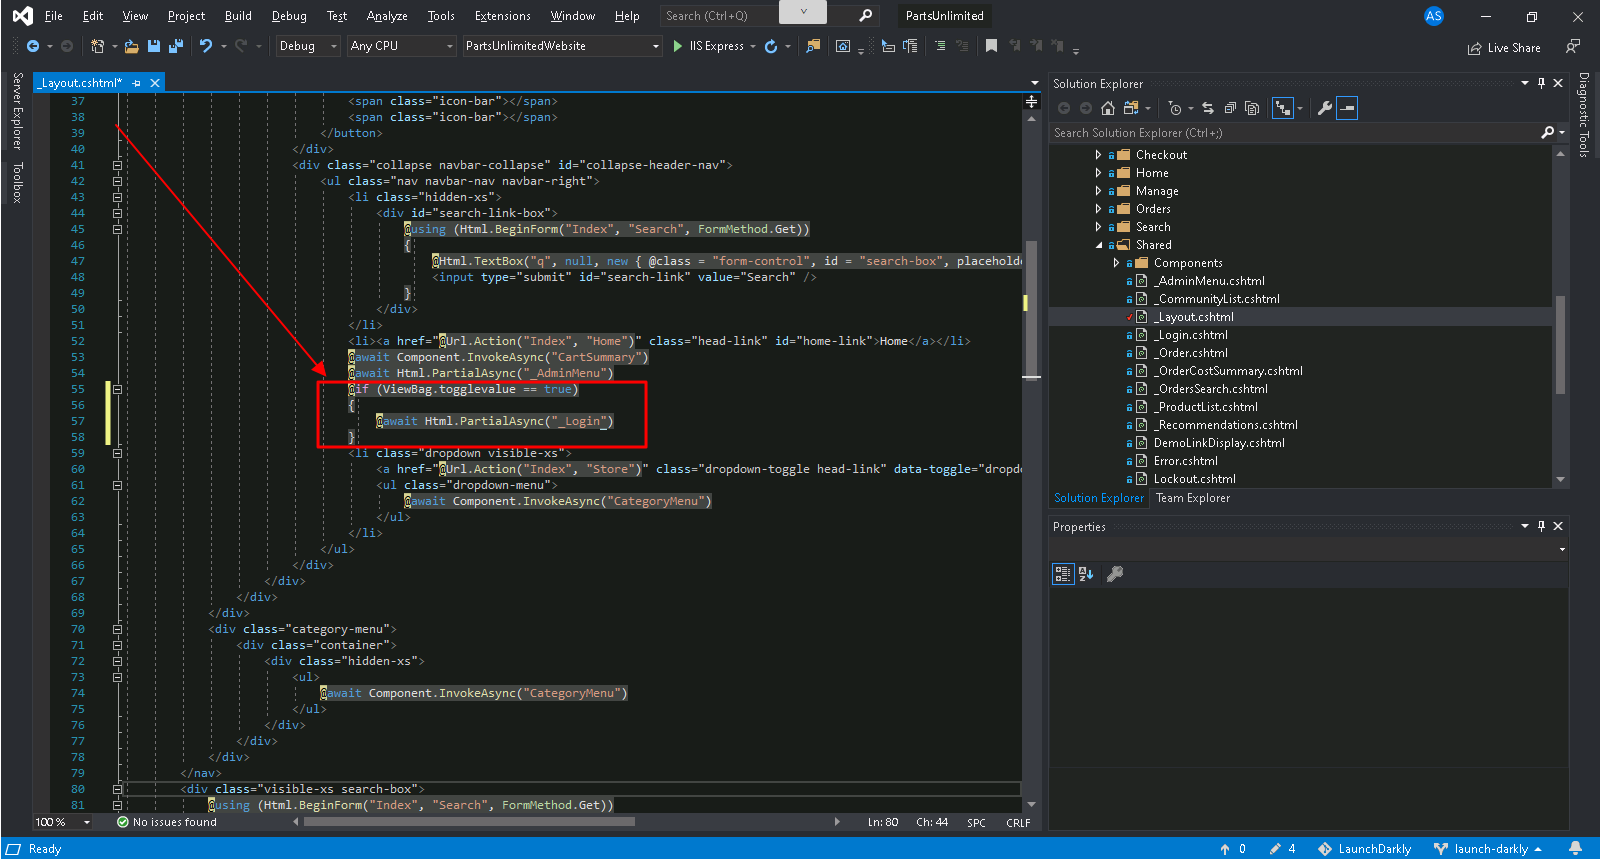 File Edit View Project Build Debug Test Analyze Tools Extensions Window Help Search (Ctrl+Q) PartsUnlimited AS
Debug Any CPU PartsUnlimitedWebsite IIS Express Live Share
Server Explorer
Toolbox
_Layout.cshtml*
37 <span class="icon-bar"></span>
38 <span class="icon-bar"></span>
39 </button>
40 </div>
41 <div class="collapse navbar-collapse" id="collapse-header-nav">
42 <ul class="nav navbar-nav navbar-right">
43 <li class="hidden-xs">
44 <div id="search-link-box">
45 @using (Html.BeginForm("Index", "Search", FormMethod.Get))
46 {
47 @Html.TextBox("q", null, new { @class = "form-control", id = "search-box", placeholde
48 <input type="submit" id="search-link" value="Search" />
49 }
50 </div>
51 </li>
52 <li><a href="@Url.Action("Index", "Home")" class="head-link" id="home-link">Home</a></li>
53 @await Component.InvokeAsync("CartSummary")
54 @await Html.PartialAsync("_AdminMenu")
55 @if (ViewBag.togglevalue == true)
56 {
57 @await Html.PartialAsync("_Login")
58 }
59 <li class="dropdown visible-xs">
60 <a href="@Url.Action("Index", "Store")" class="dropdown-toggle head-link" data-toggle="dropdo
61 <ul class="dropdown-menu">
62 @await Component.InvokeAsync("CategoryMenu")
63 </ul>
64 </li>
65 </ul>
66 </div>
67 </div>
68 </div>
69 </div>
70 <div class="category-menu">
71 <div class="container">
72 <div class="hidden-xs">
73 <ul>
74 @await Component.InvokeAsync("CategoryMenu")
75 </ul>
76 </div>
77 </div>
78 </div>
79 </nav>
80 <div class="visible-xs search-box">
81 @using (Html.BeginForm("Index", "Search", FormMethod.Get))
100 % No issues found Ln: 80 Ch: 44 SPC CRLF
Solution Explorer
Search Solution Explorer (Ctrl+;)
Checkout
Home
Manage
Orders
Search
Shared
Components
_AdminMenu.cshtml
_CommunityList.cshtml
_Layout.cshtml
_Login.cshtml
_Order.cshtml
_OrderCostSummary.cshtml
_OrdersSearch.cshtml
_ProductList.cshtml
_Recommendations.cshtml
DemoLinkDisplay.cshtml
Error.cshtml
Lockout.cshtml
Solution Explorer Team Explorer
Properties
Diagnostic Tools
Ready 0 4 LaunchDarkly launch-darkly